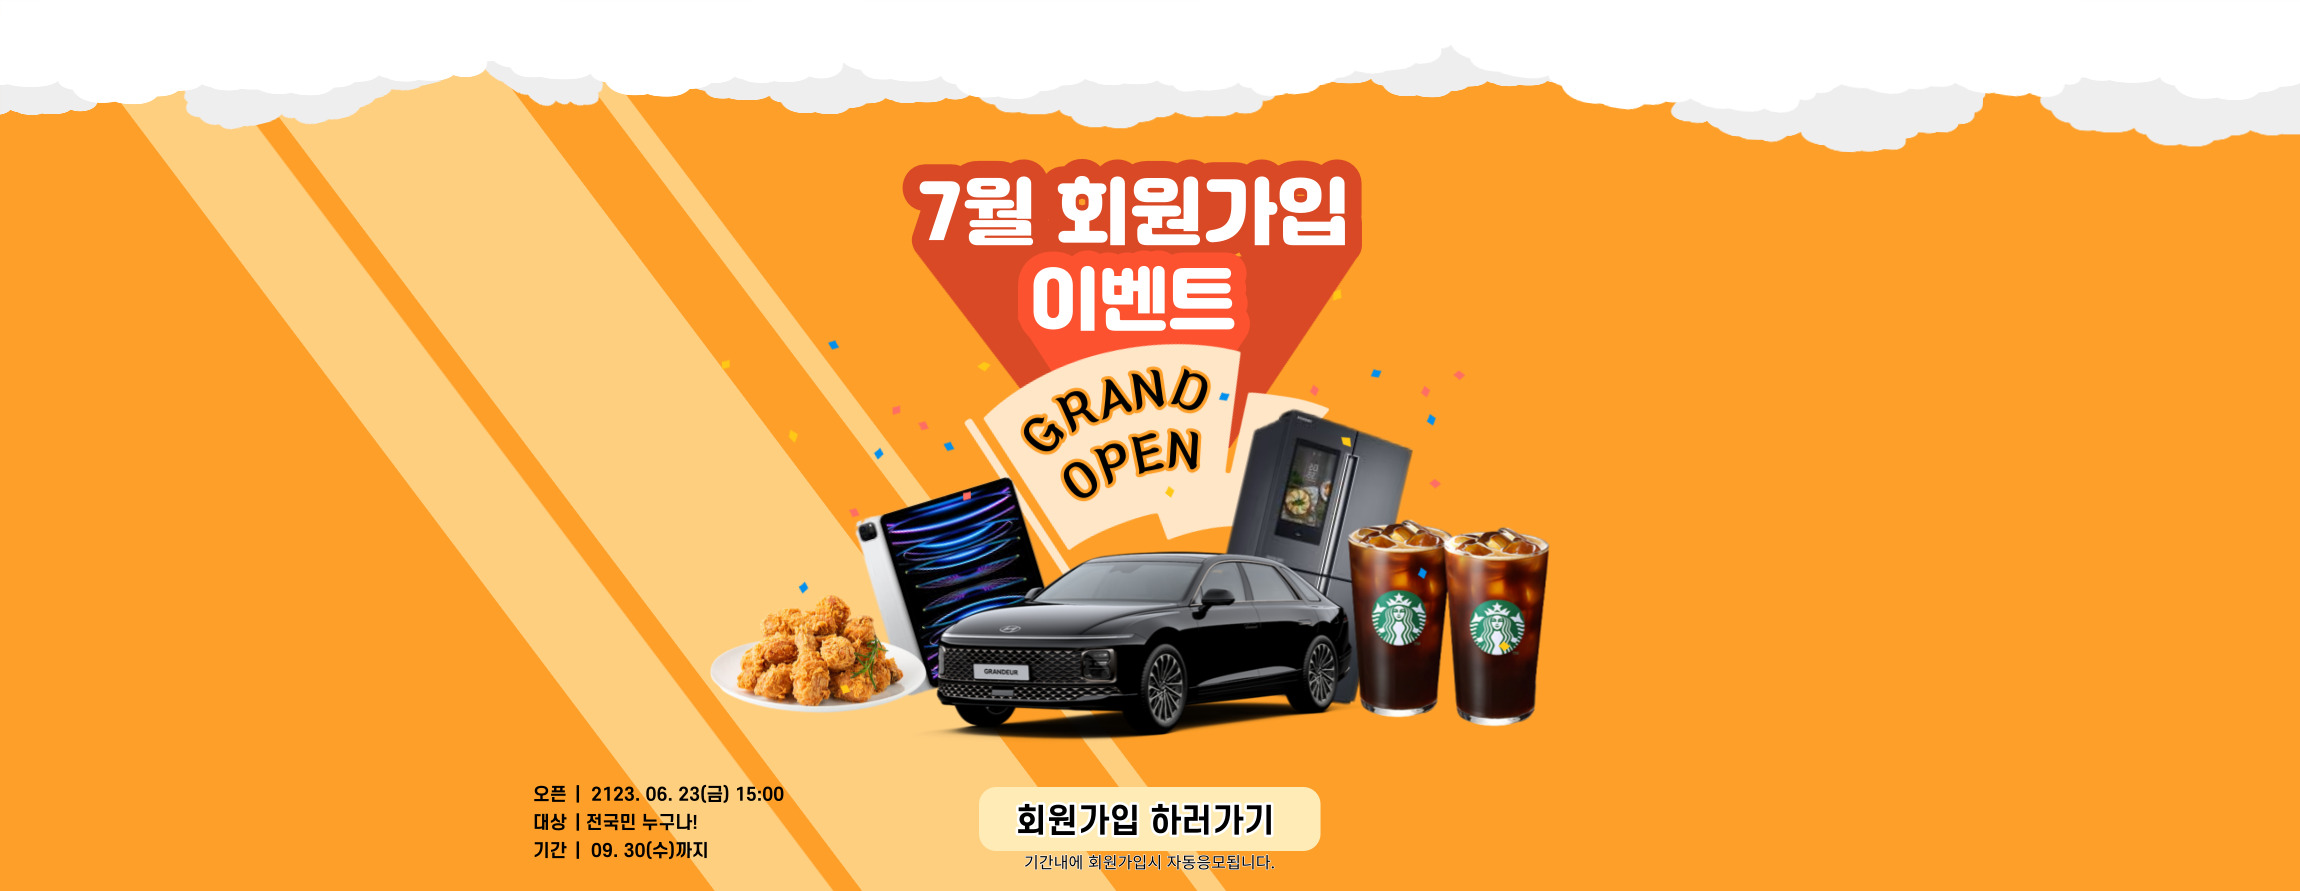 7월 회원가입
이벤트
GRAND
OPEN
GRANDEUR
오픈 | 2123. 06. 23(금) 15:00
대상 | 전국민 누구나!
기간 | 09. 30(수)까지
회원가입 하러가기
기간내에 회원가입시 자동응모됩니다.